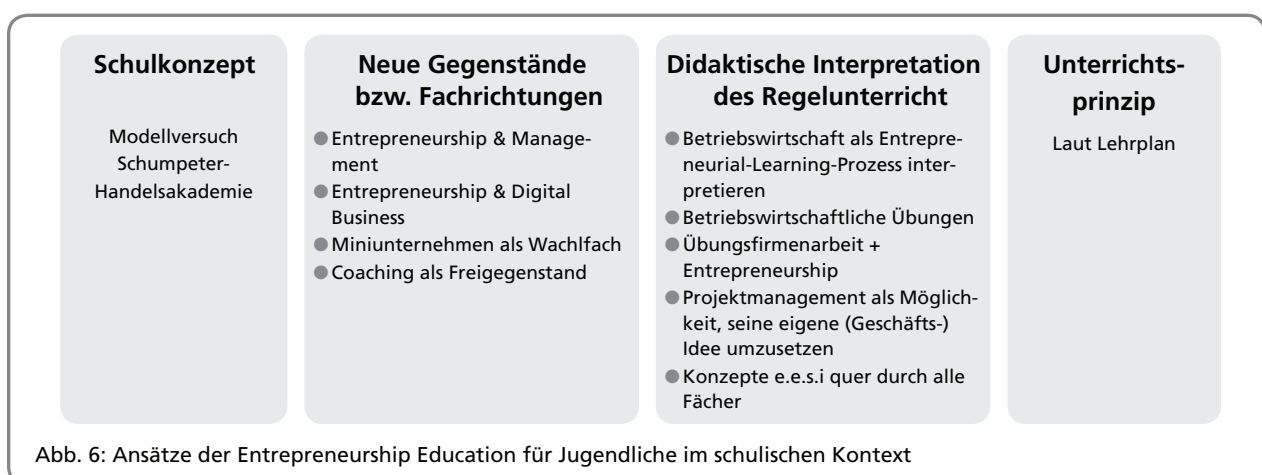 Schulkonzept
Modellversuch
Schumpeter-
Handelsakademie
Neue Gegenstände
bzw. Fachrichtungen
● Entrepreneurship & Manage-
ment
● Entrepreneurship & Digital
Business
● Miniunternehmen als Wachlfach
● Coaching als Freigegenstand
Didaktische Interpretation
des Regelunterricht
● Betriebswirtschaft als Entrepre-
neurial-Learning-Prozess inter-
pretieren
● Betriebswirtschaftliche Übungen
● Übungsfirmenarbeit +
Entrepreneurship
● Projektmanagement als Möglich-
keit, seine eigene (Geschäfts-)
Idee umzusetzen
● Konzepte e.e.s.i quer durch alle
Fächer
Unterrichts-
prinzip
Laut Lehrplan
Abb. 6: Ansätze der Entrepreneurship Education für Jugendliche im schulischen Kontext